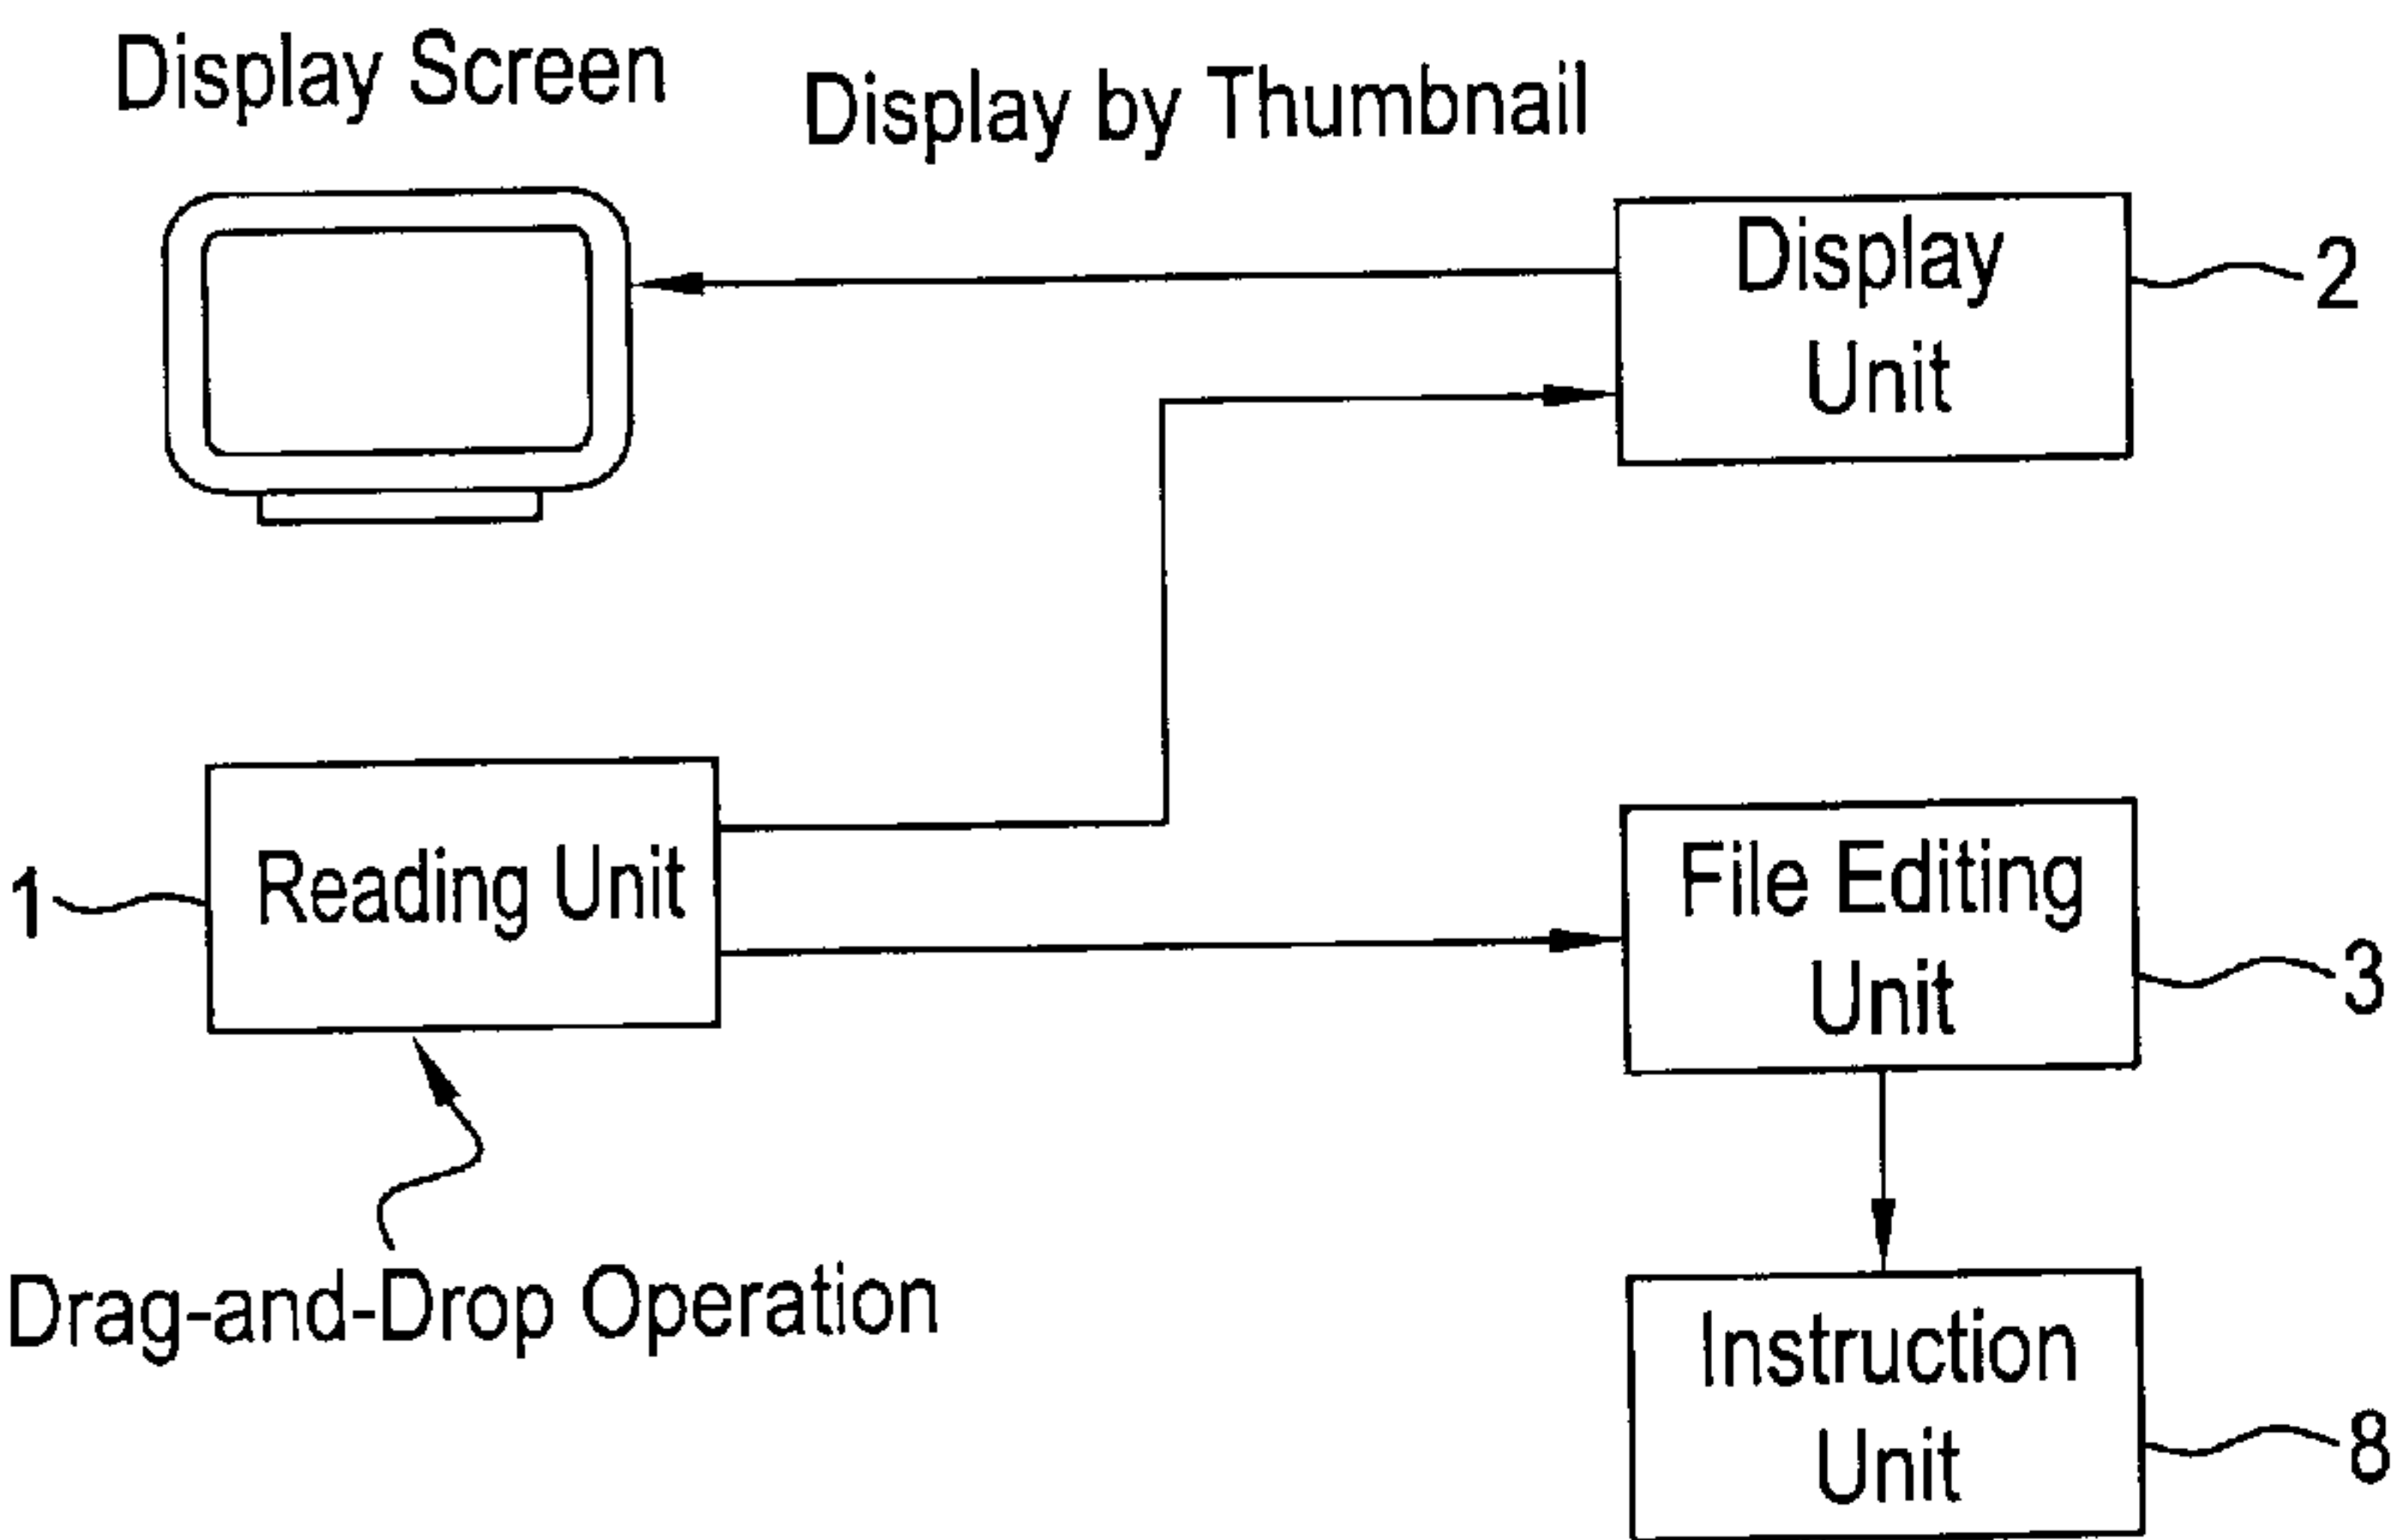 Display Screen
Display by Thumbnail
Display
Unit
2
1
Reading Unit
File Editing
Unit
3
Drag-and-Drop Operation
Instruction
Unit
8